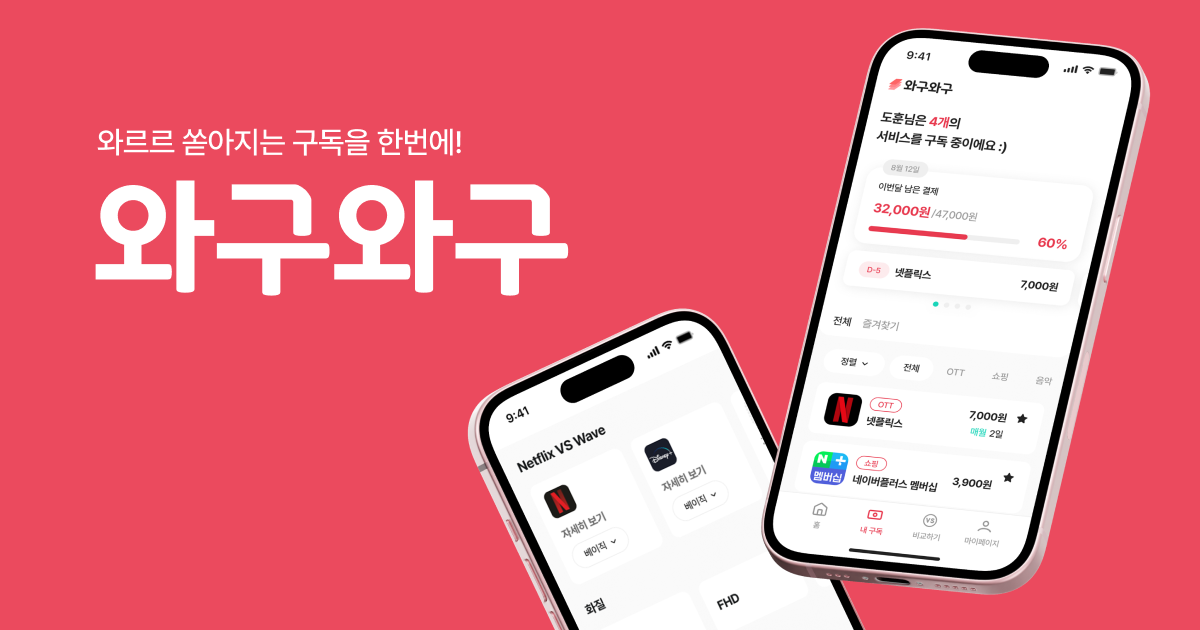 와르르 쏟아지는 구독을 한번에!
와구와구
9:41
Netflix VS Wave
Disney+
자세히 보기
베이직
자세히 보기
베이직
화질
FHD
9:41
와구와구
도훈님은 4개의
서비스를 구독 중이에요 :)
8월 12일
이번달 남은 결제
32,000원 /47,000원
60%
D-5 넷플릭스 7,000원
전체 즐겨찾기
정렬 전체 OTT 쇼핑 음악
N OTT 7,000원
넷플릭스 매월 2일
N + 쇼핑
멤버십 네이버플러스 멤버십 3,900원
VS
홈 내 구독 비교하기 마이페이지